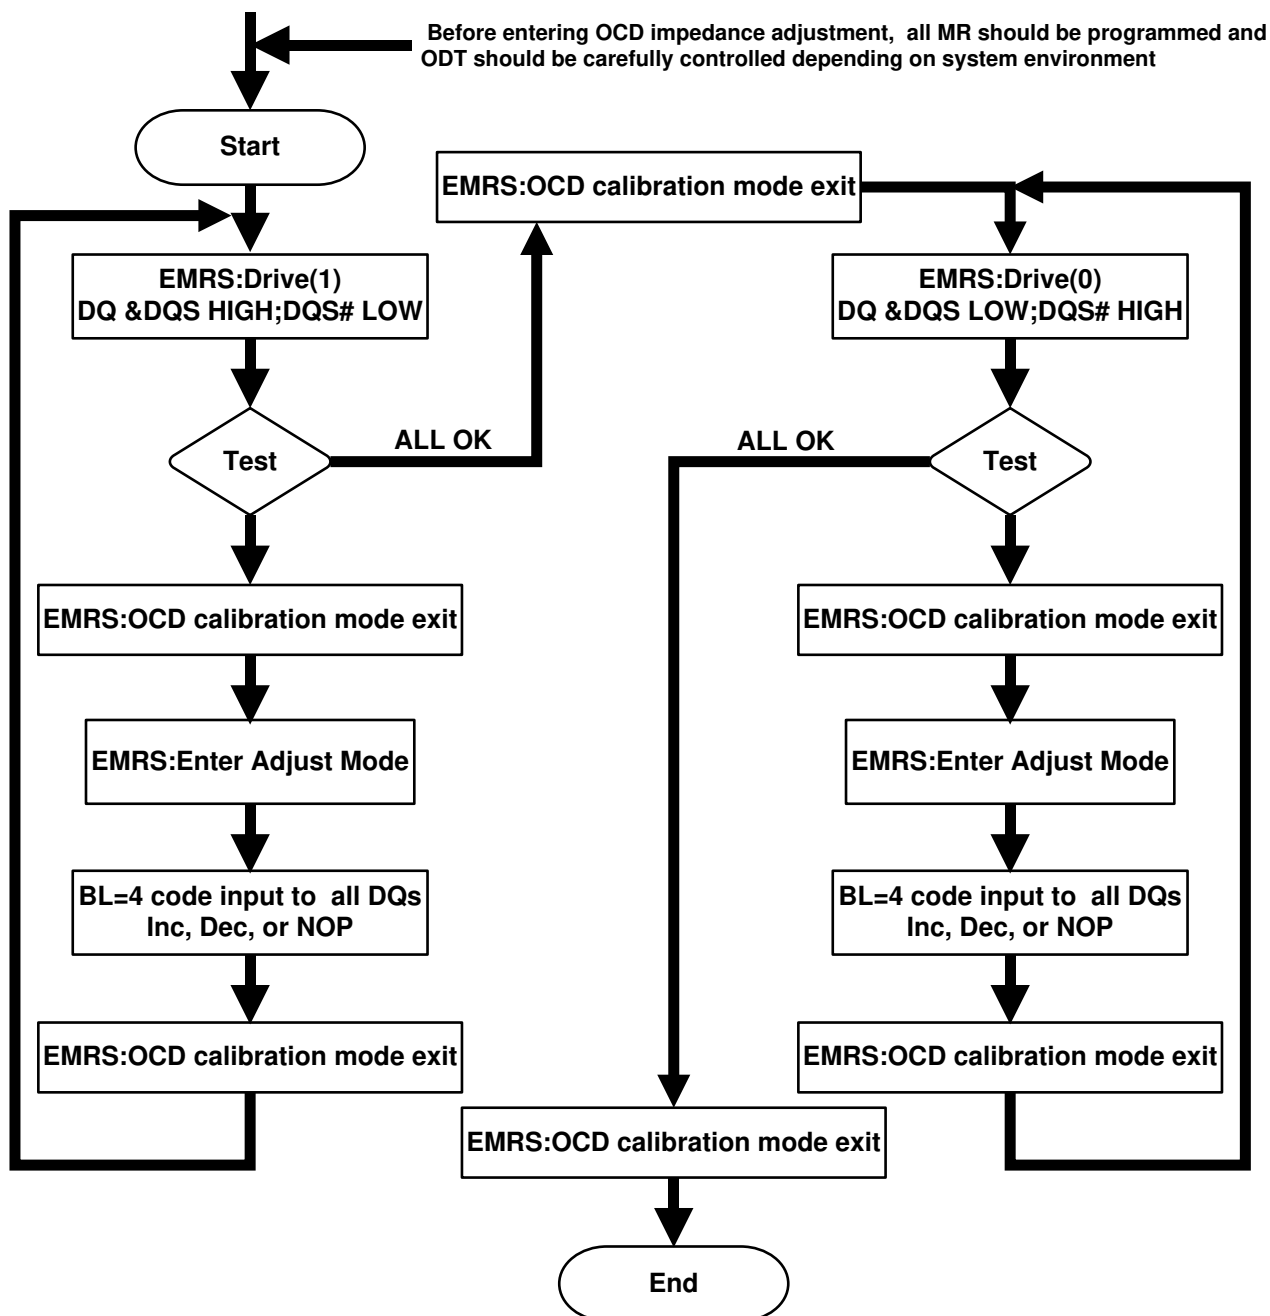 Before entering OCD impedance adjustment, all MR should be programmed and
ODT should be carefully controlled depending on system environment
Start
EMRS:OCD calibration mode exit
EMRS:Drive(1)
DQ &DQS HIGH;DQS# LOW
EMRS:Drive(0)
DQ &DQS LOW;DQS# HIGH
ALL OK
Test
ALL OK
Test
EMRS:OCD calibration mode exit
EMRS:OCD calibration mode exit
EMRS:Enter Adjust Mode
EMRS:Enter Adjust Mode
BL=4 code input to all DQs
Inc, Dec, or NOP
BL=4 code input to all DQs
Inc, Dec, or NOP
EMRS:OCD calibration mode exit
EMRS:OCD calibration mode exit
EMRS:OCD calibration mode exit
End